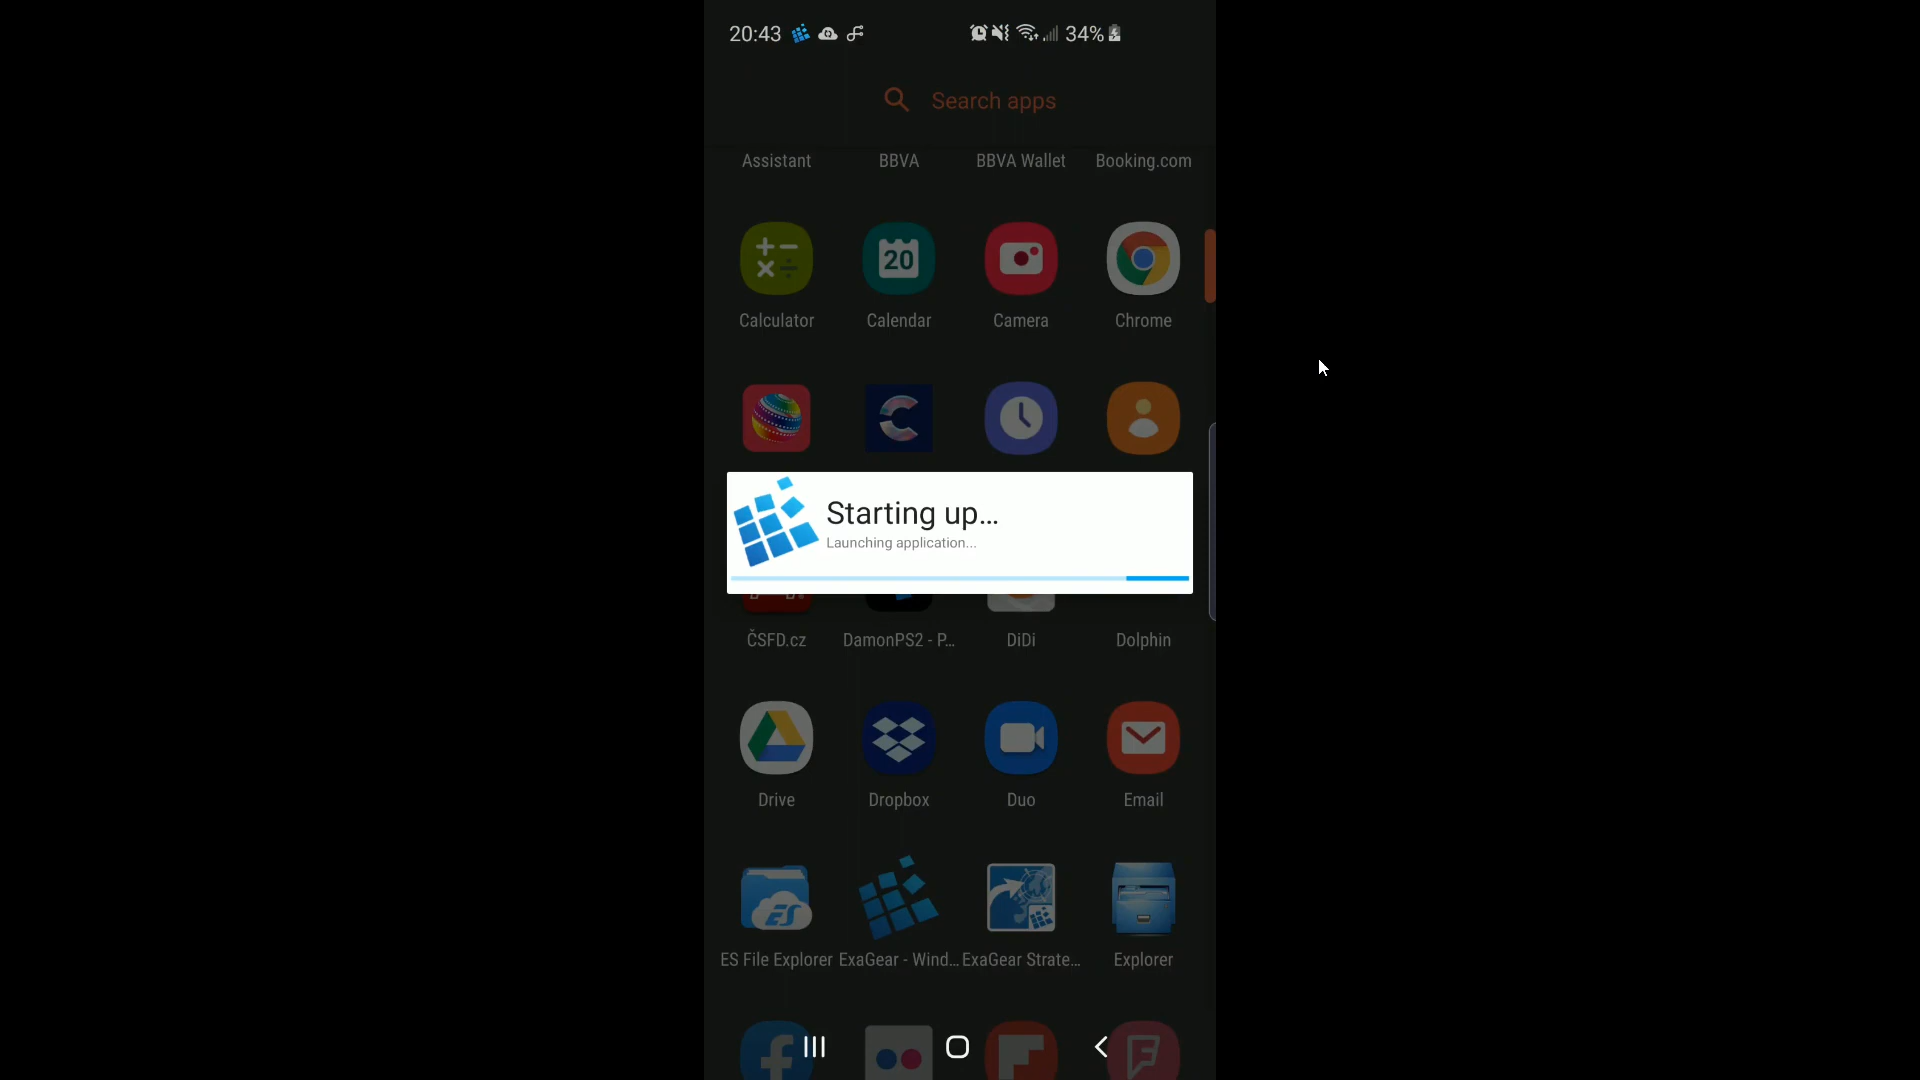 20:43 34%
Search apps
Assistant BBVA BBVA Wallet Booking.com
20
Calculator Calendar Camera Chrome
Starting up...
Launching application...
ČSFD.cz DamonPS2 - P... DiDi Dolphin
Drive Dropbox Duo Email
ES
ES File Explorer ExaGear - Wind... ExaGear Strate... Explorer